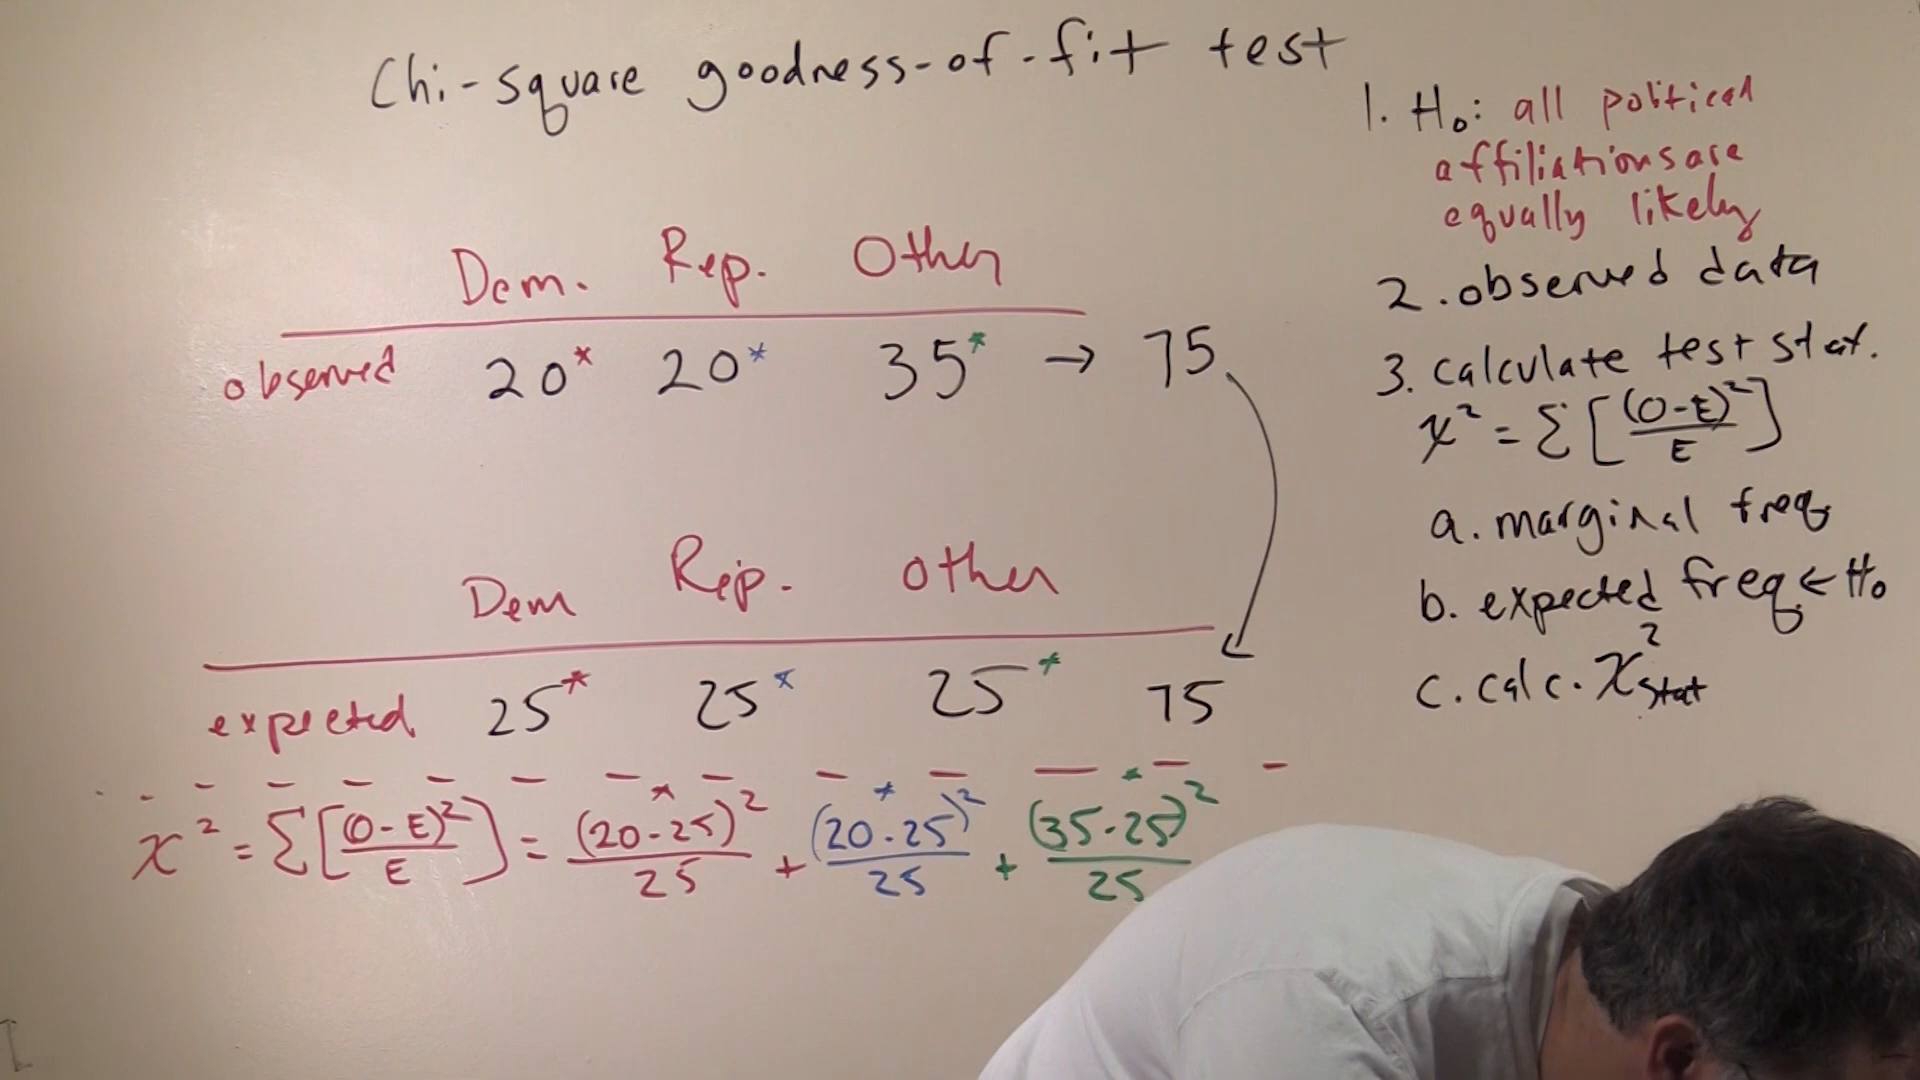 Chi-square goodness-of-fit test
Dem. Rep. Other
observed 20* 20* 35* → 75
Dem Rep. Other
expected 25* 25* 25* 75
χ² = Σ[(O-E)²/E] = (20-25)²/25 + (20-25)²/25 + (35-25)²/25
1. H₀: all political
affiliations are
equally likely
2. observed data
3. calculate test stat.
χ² = Σ[(O-E)²/E]
a. marginal freq
b. expected freq. ← H₀
c. calc. χ²stat